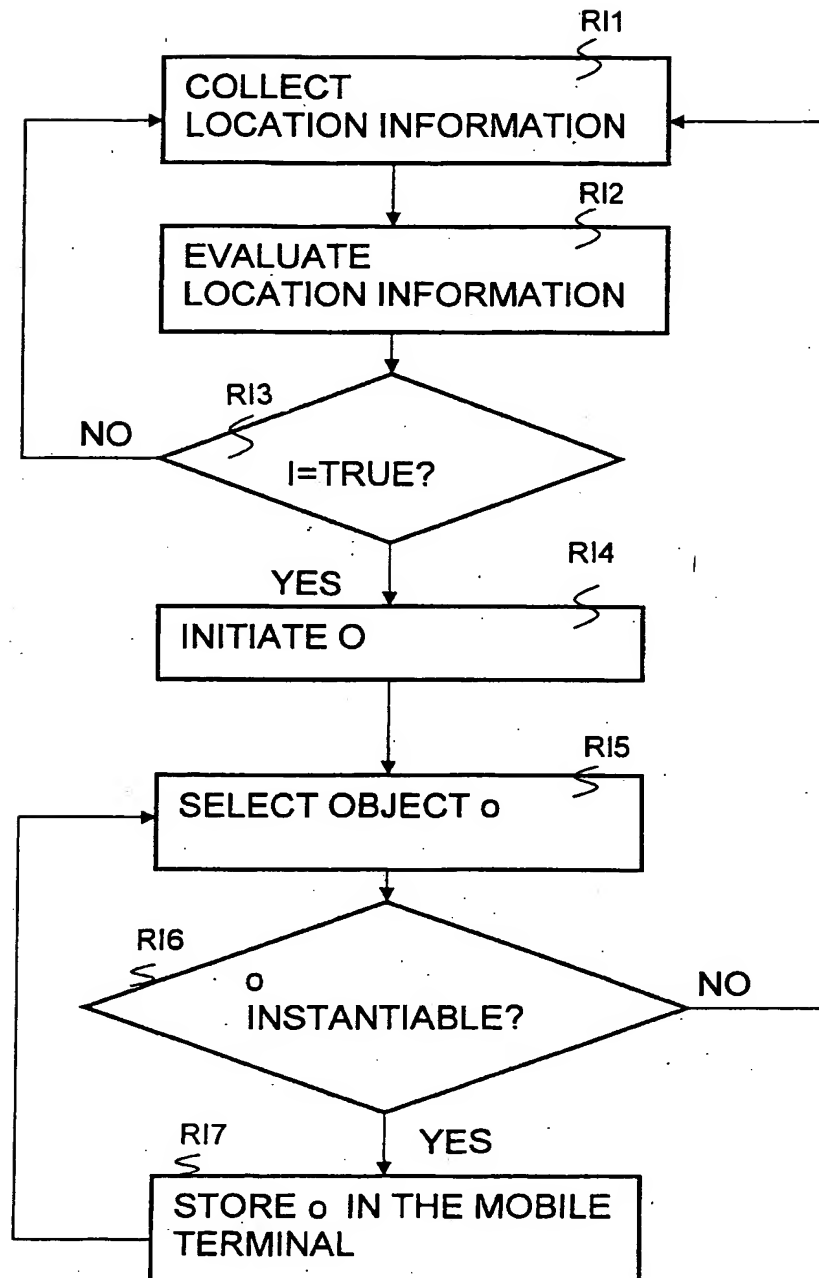 RI1
COLLECT
LOCATION INFORMATION
RI2
EVALUATE
LOCATION INFORMATION
RI3
NO
I=TRUE?
RI4
YES
INITIATE O
RI5
SELECT OBJECT o
RI6
o
INSTANTIABLE?
NO
RI7
YES
STORE o IN THE MOBILE
TERMINAL